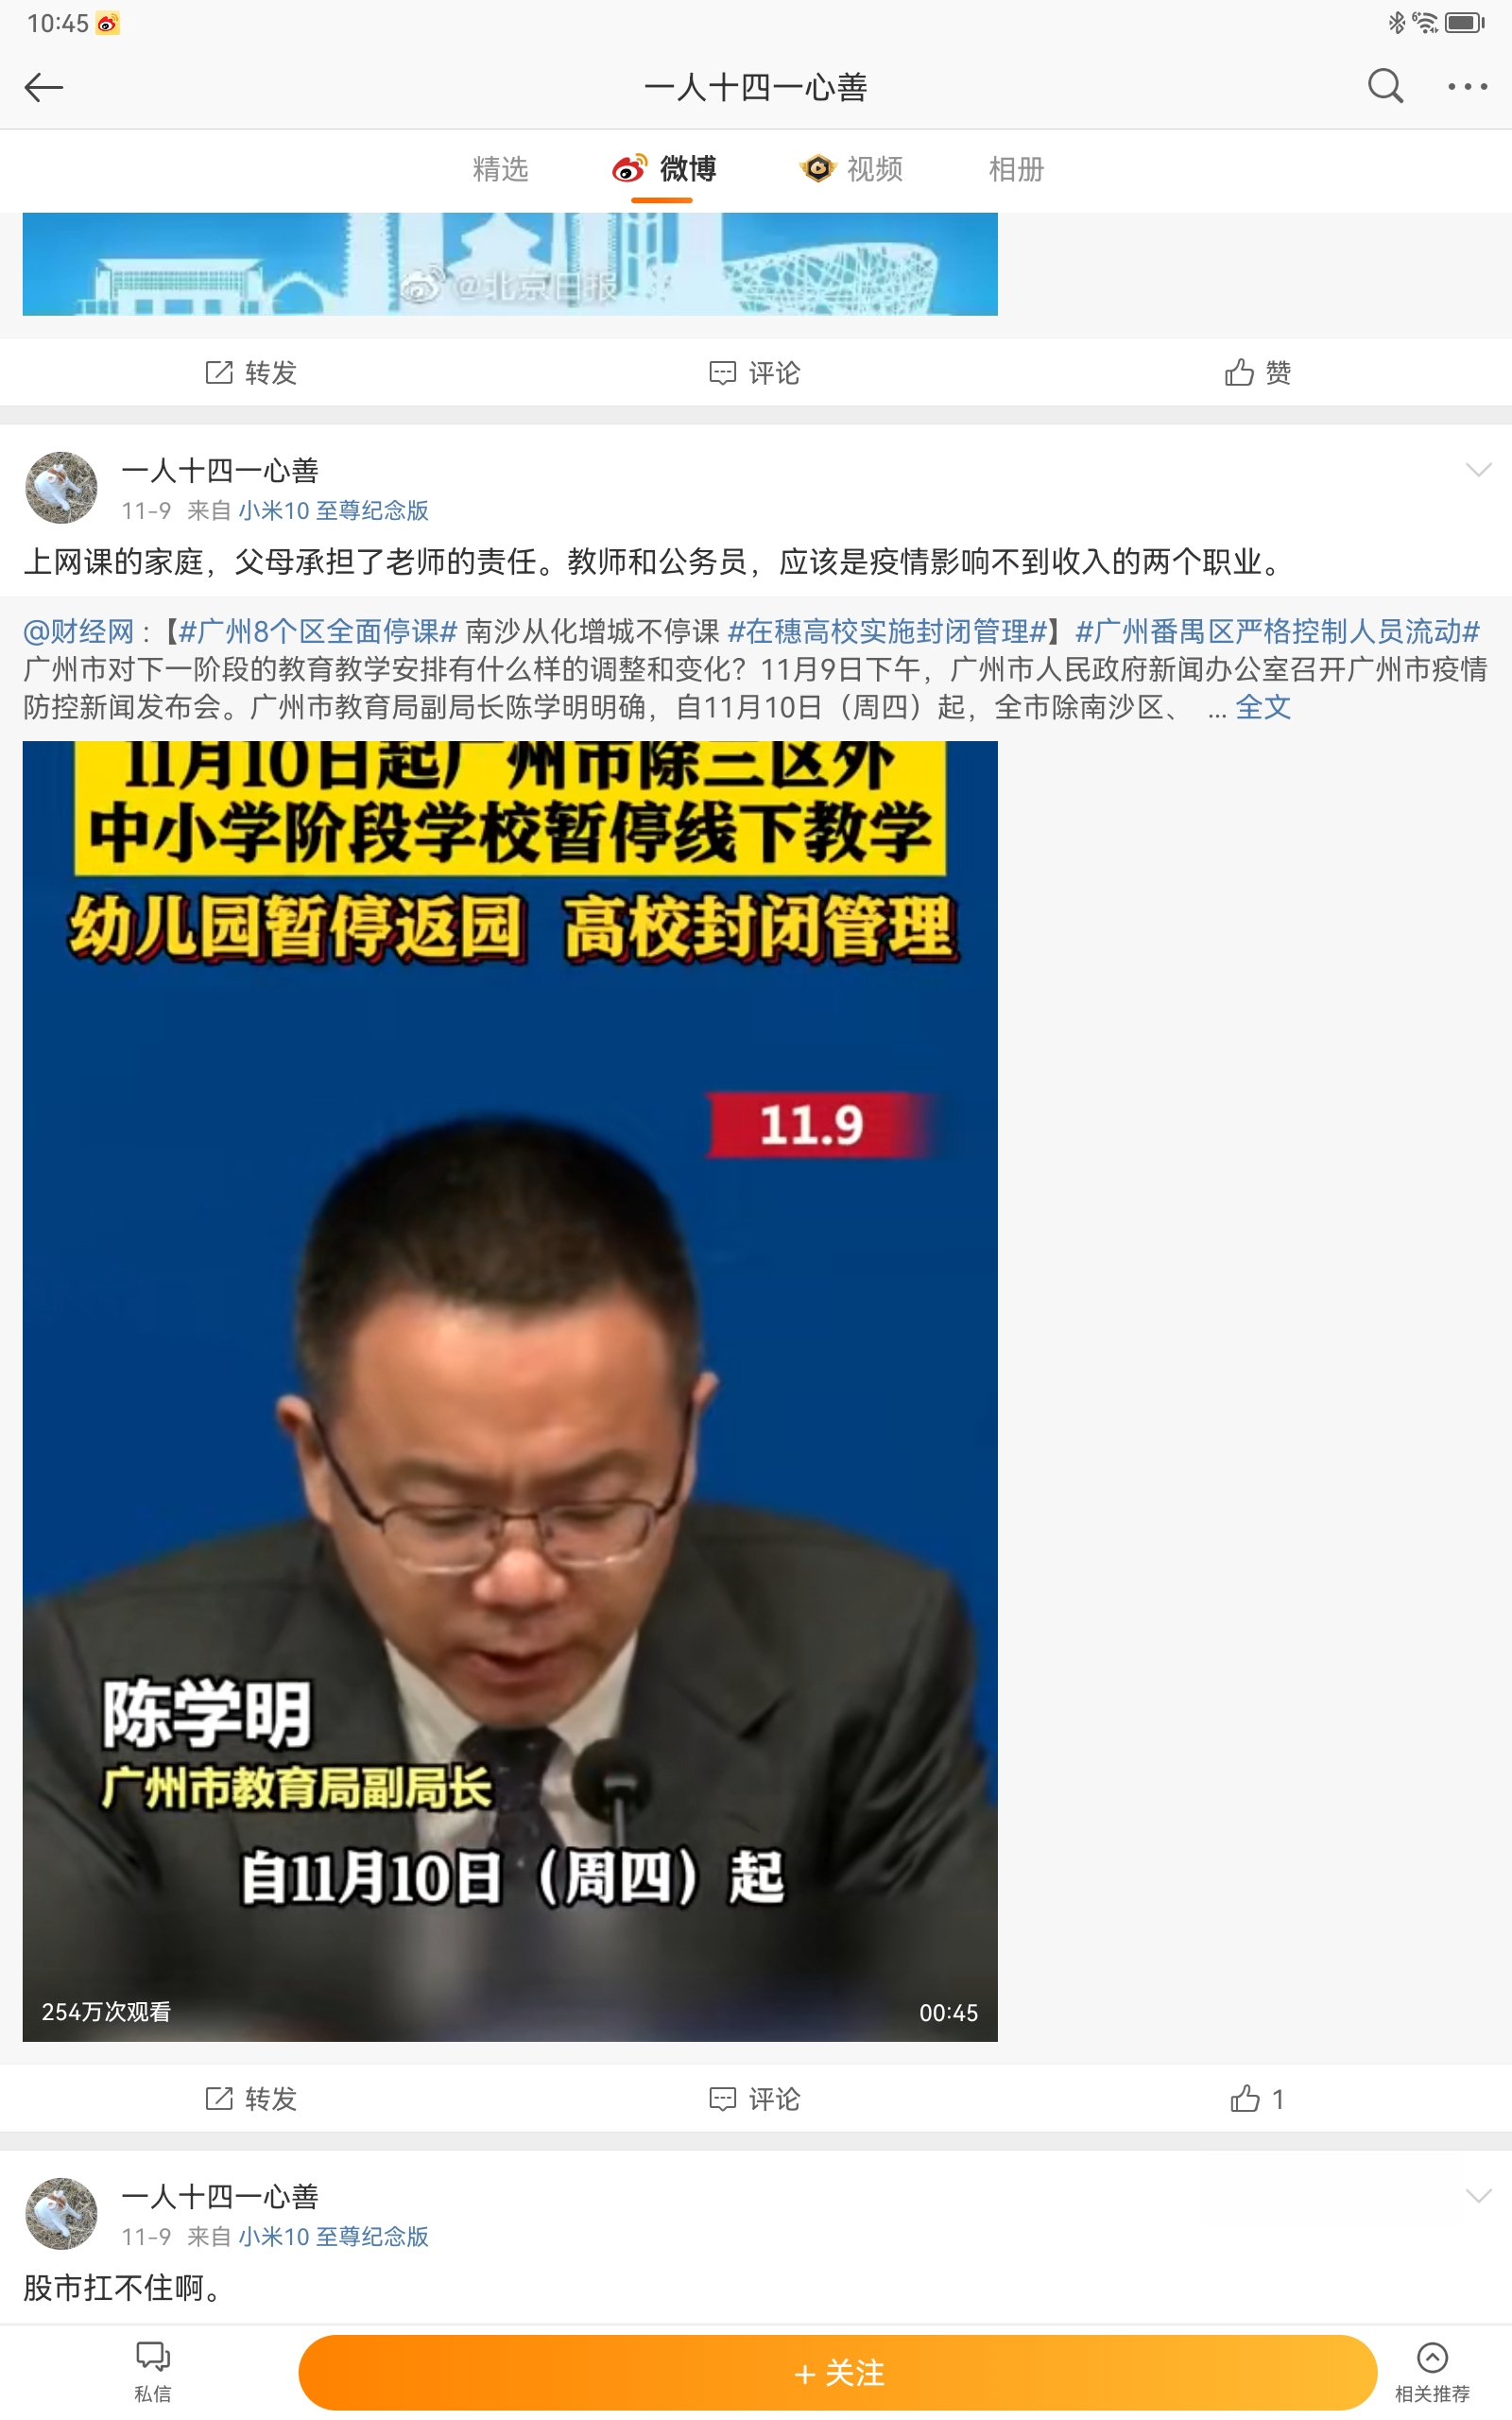 10:45
一人十四一心善
精选 微博 视频 相册
@北京日报
转发 评论 赞
一人十四一心善
11-9 来自 小米10 至尊纪念版
上网课的家庭，父母承担了老师的责任。教师和公务员，应该是疫情影响不到收入的两个职业。
@财经网：【#广州8个区全面停课# 南沙从化增城不停课 #在穗高校实施封闭管理#】#广州番禺区严格控制人员流动#
广州市对下一阶段的教育教学安排有什么样的调整和变化？11月9日下午，广州市人民政府新闻办公室召开广州市疫情
防控新闻发布会。广州市教育局副局长陈学明明确，自11月10日（周四）起，全市除南沙区、 ... 全文
11月10日起广州市除三区外
中小学阶段学校暂停线下教学
幼儿园暂停返园 高校封闭管理
11.9
陈学明
广州市教育局副局长
自11月10日（周四）起
254万次观看 00:45
转发 评论 1
一人十四一心善
11-9 来自 小米10 至尊纪念版
股市扛不住啊。
私信 +关注 相关推荐